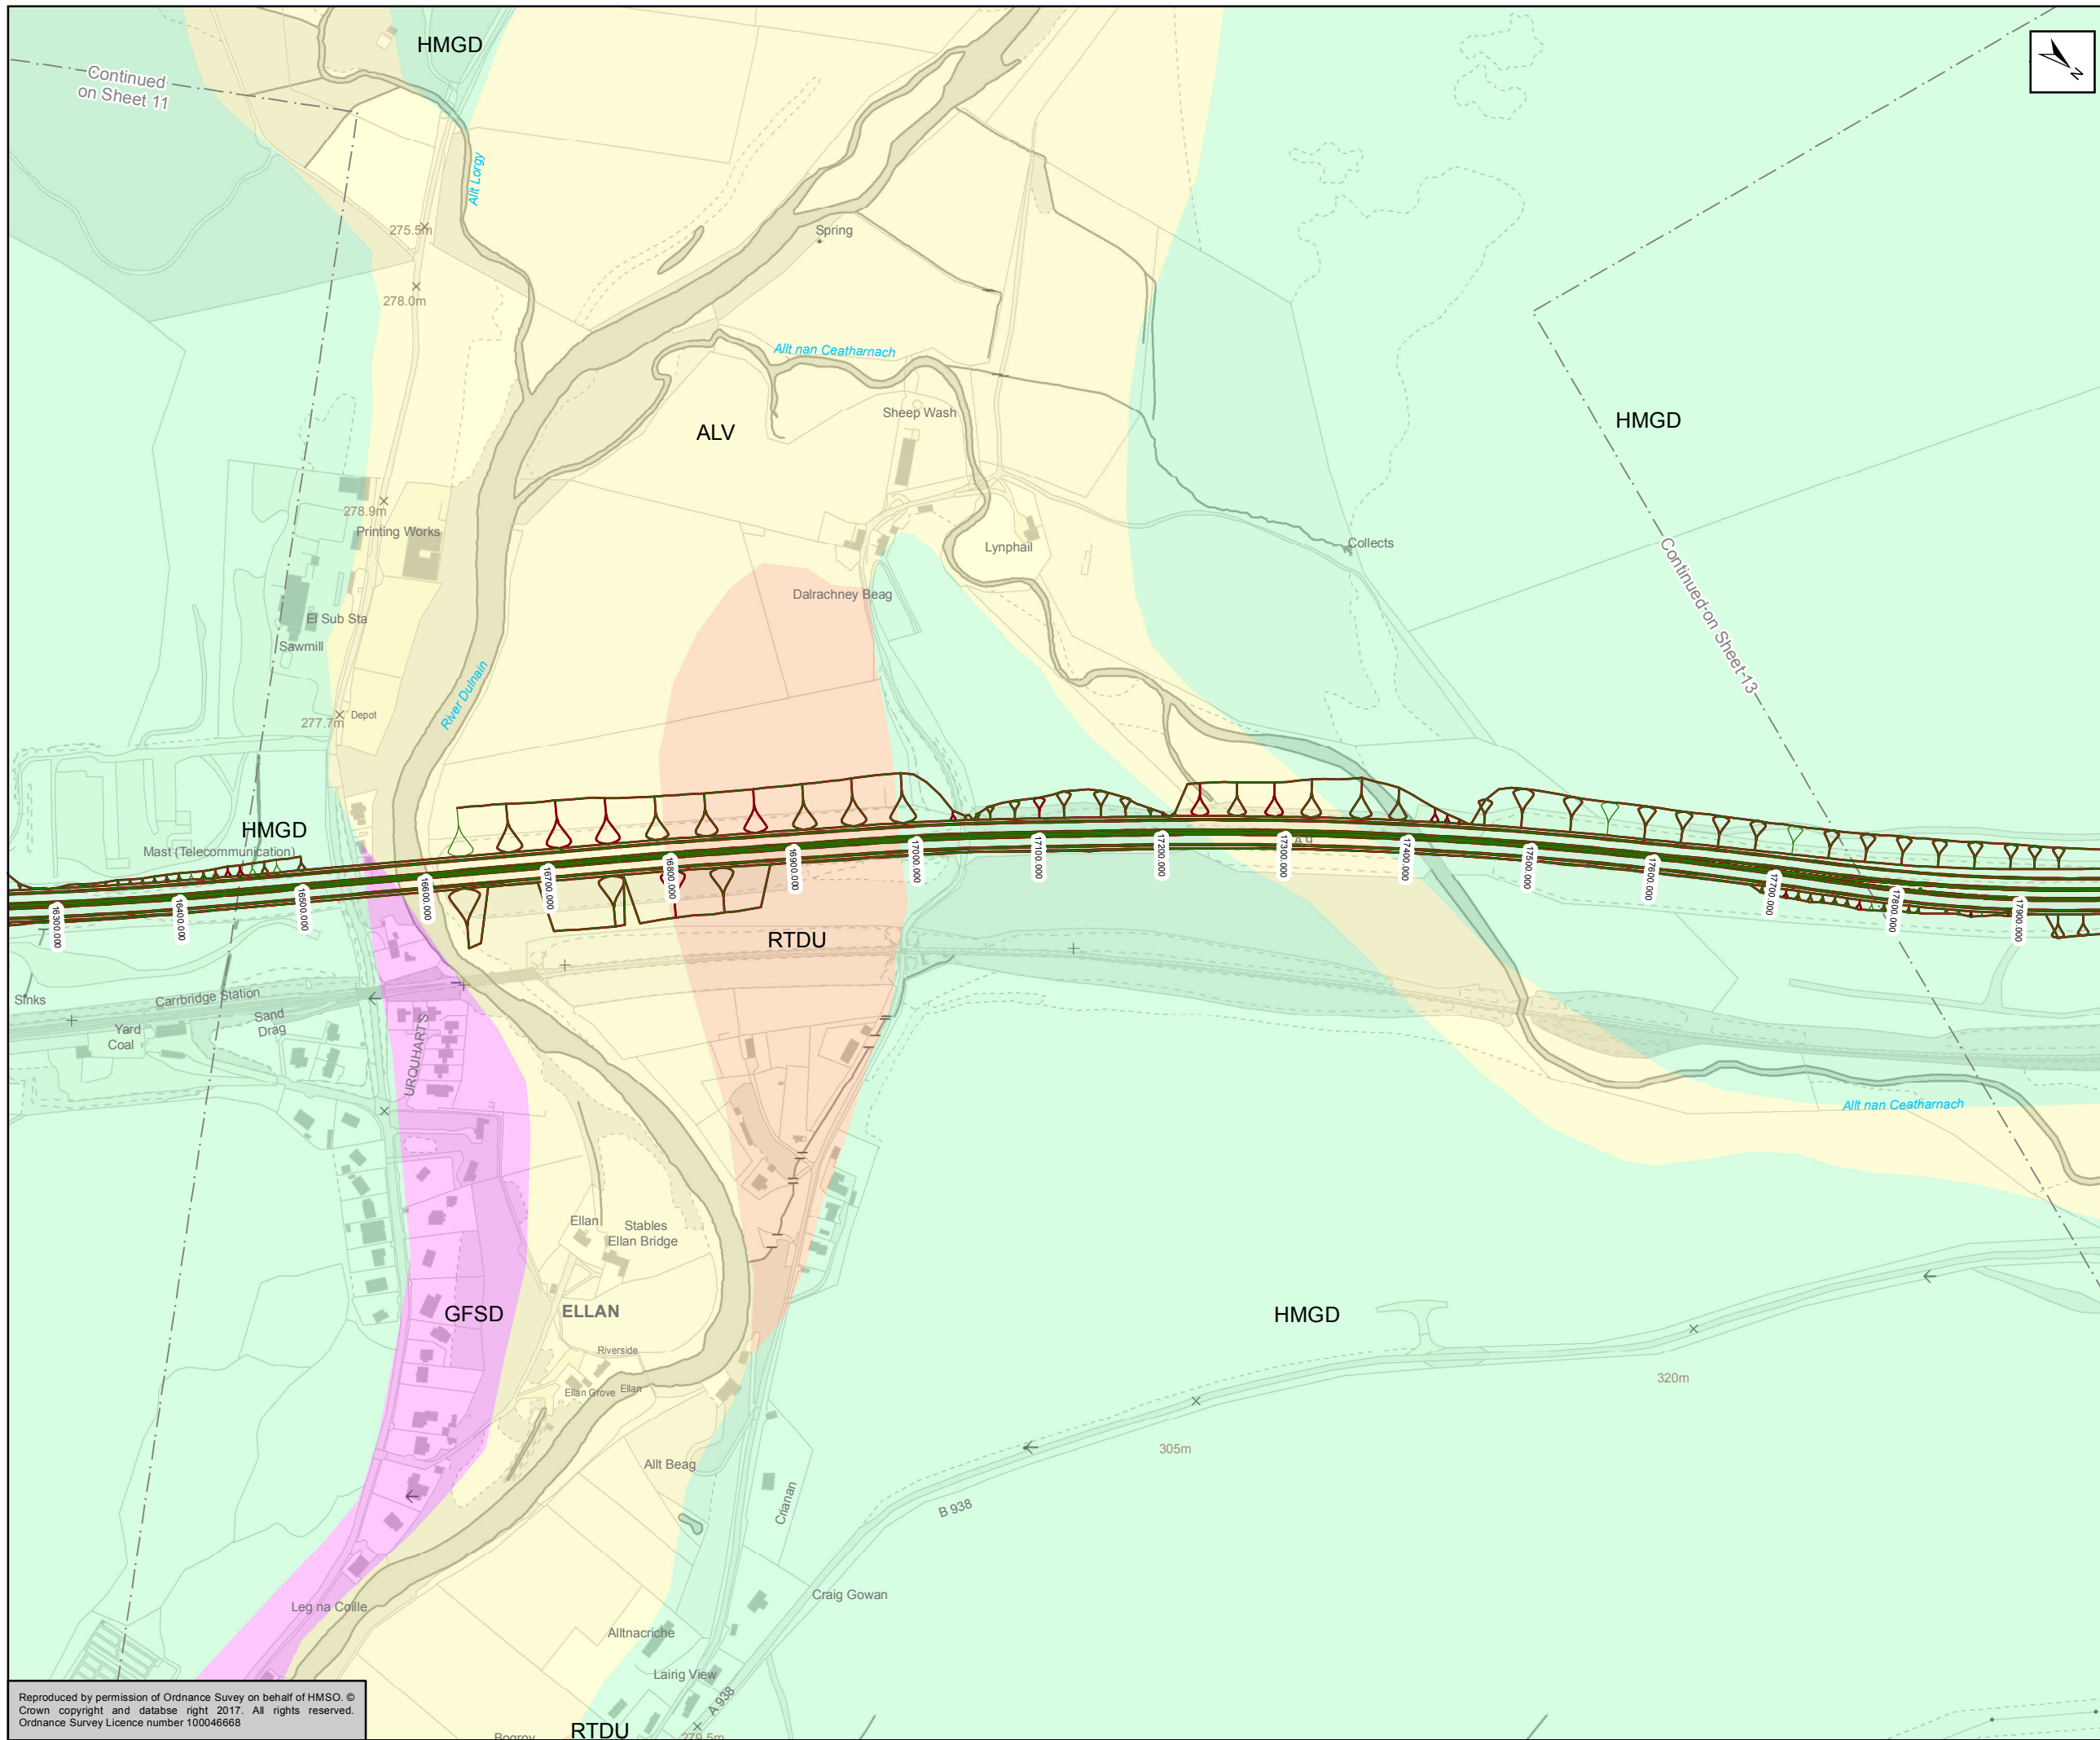 HMGD
Continued
on Sheet 11
N
Allt Lorgy
275.5m
Spring
278.0m
Allt nan Ceatharnach
Sheep Wash
HMGD
ALV
278.9m
Printing Works
Lynphail
Collects
Continued on Sheet 13
Dalrachney Beag
El Sub Sta
Sawmill
River Dulnain
277.7m
Depot
HMGD
Mast (Telecommunication)
A 9
16300.000
16400.000
16500.000
16600.000
16700.000
16800.000
16900.000
17000.000
17100.000
17200.000
17300.000
17400.000
17500.000
17600.000
17700.000
17800.000
17900.000
RTDU
Sinks
Carrbridge Station
Sand
Drag
Yard
Coal
URQUHARTS
Allt nan Ceatharnach
Ellan
Stables
Ellan Bridge
GFSD
ELLAN
HMGD
Riverside
Ellan Grove
Ellan
320m
305m
Allt Beag
Crianan
B 938
Craig Gowan
Leg na Coille
Alltnacriche
Lairig View
A 938
Reproduced by permission of Ordnance Suvey on behalf of HMSO. ©
Crown copyright and databse right 2017. All rights reserved.
Ordnance Survey Licence number 100046668
RTDU
279.5m